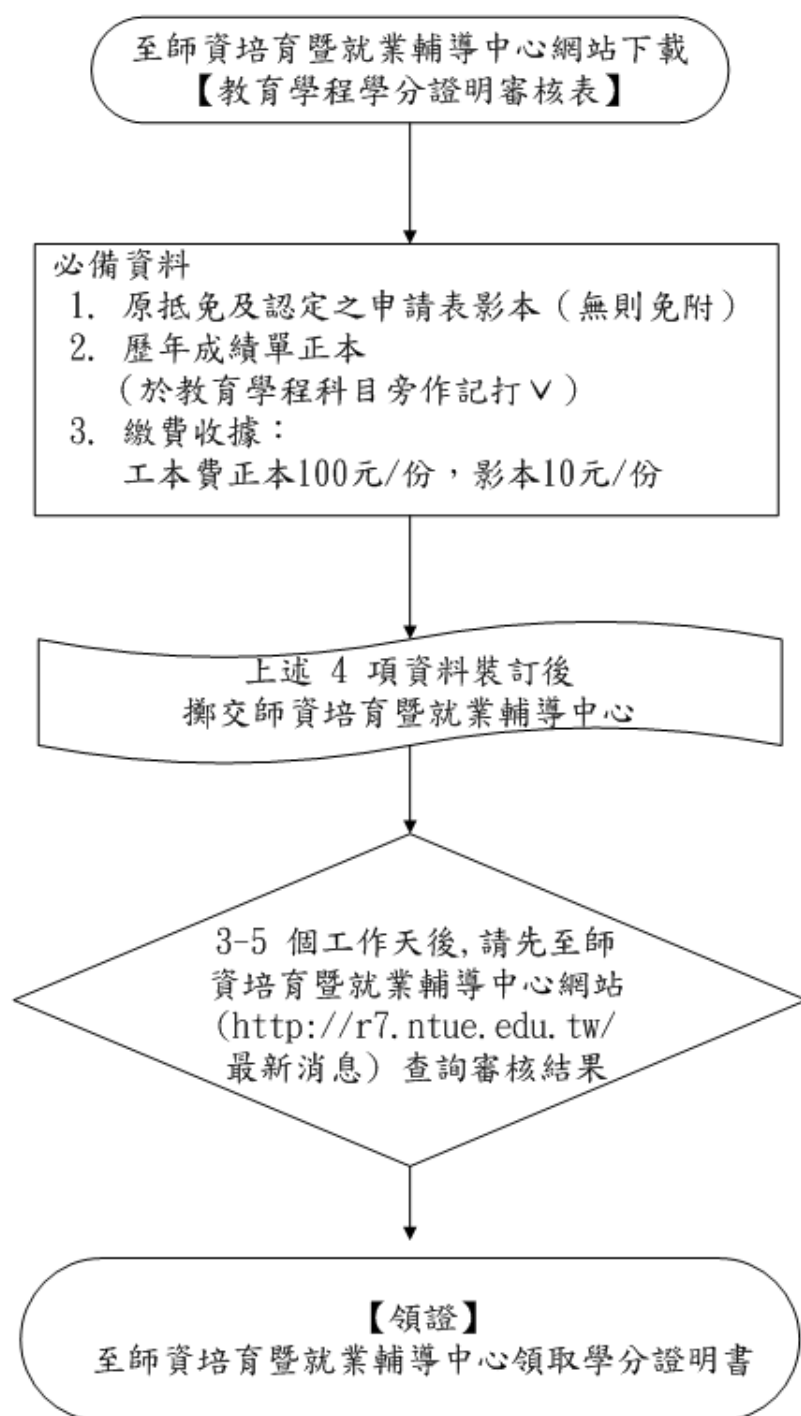 至師資培育暨就業輔導中心網站下載
【教育學程學分證明審核表】
必備資料
1. 原抵免及認定之申請表影本（無則免附）
2. 歷年成績單正本
（於教育學程科目旁作記打∨）
3. 繳費收據：
工本費正本100元/份，影本10元/份
上述 4 項資料裝訂後
擲交師資培育暨就業輔導中心
3-5 個工作天後,請先至師
資培育暨就業輔導中心網站
(http://r7.ntue.edu.tw/
最新消息) 查詢審核結果
【領證】
至師資培育暨就業輔導中心領取學分證明書